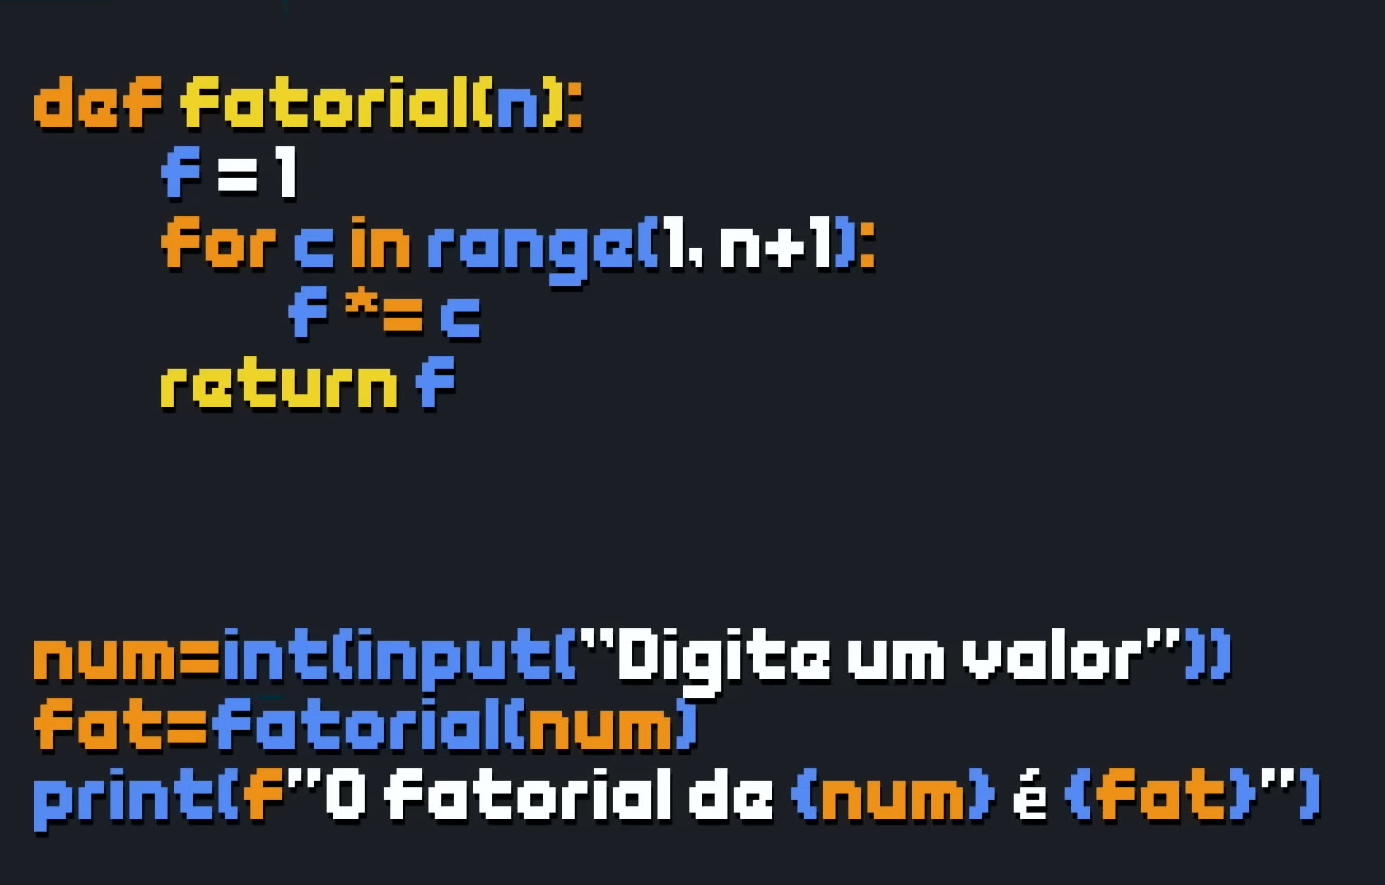 def fatorial(n):
f = 1
for c in range(1, n+1):
f *= c
return f
num=int(input("Digite um valor"))
fat=fatorial(num)
print(f"O fatorial de {num} é {fat}")